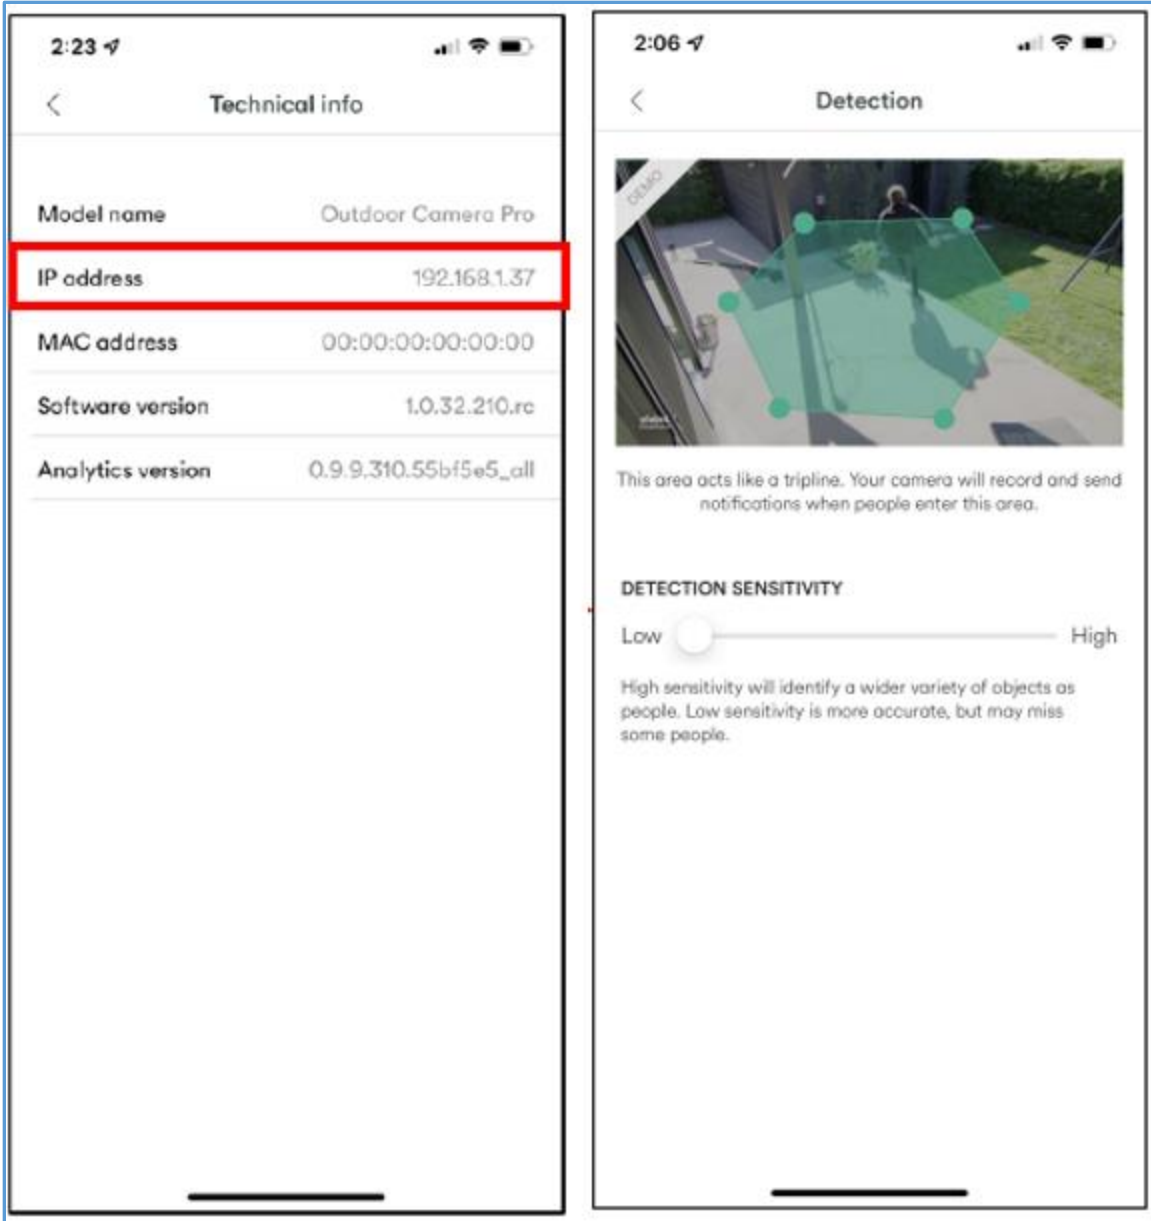 2:23
Technical info
Model name Outdoor Camera Pro
IP address 192.168.1.37
MAC address 00:00:00:00:00:00
Software version 1.0.32.210.rc
Analytics version 0.9.9.310.55bf5e5_all
2:06
Detection
DEMO
This area acts like a tripline. Your camera will record and send
notifications when people enter this area.
DETECTION SENSITIVITY
Low High
High sensitivity will identify a wider variety of objects as
people. Low sensitivity is more accurate, but may miss
some people.